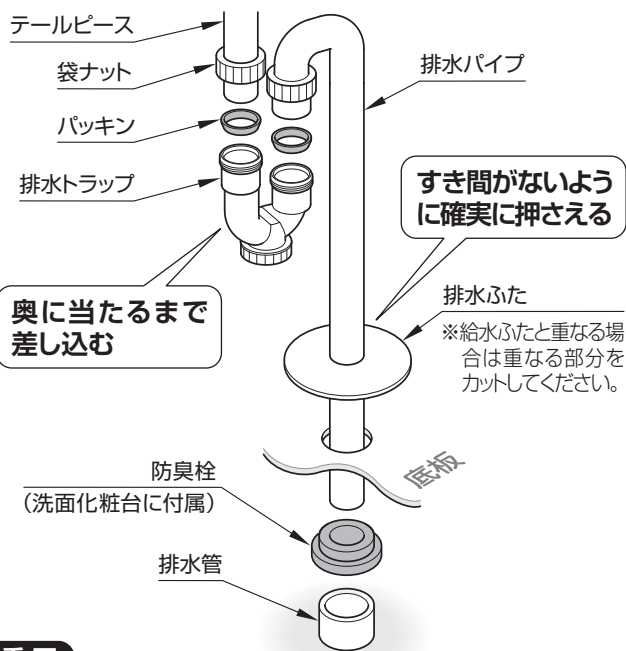 テールピース
袋ナット
パッキン
排水トラップ
排水パイプ
すき間がないよう
に確実に押さえる
奥に当たるまで
差し込む
排水ふた
※給水ふたと重なる場
合は重なる部分を
カットしてください。
底板
防臭栓
(洗面化粧台に付属)
排水管